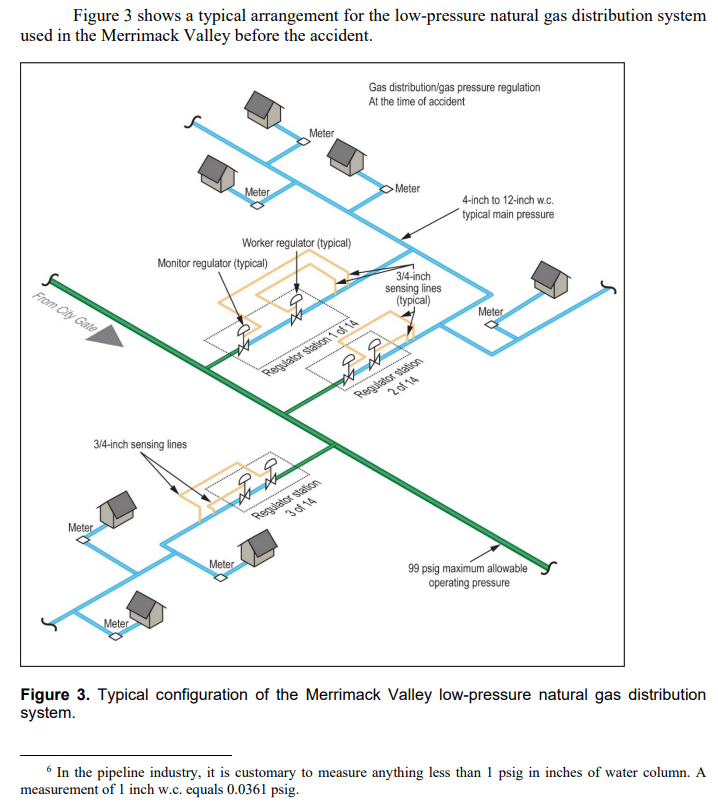 Figure 3 shows a typical arrangement for the low-pressure natural gas distribution system
used in the Merrimack Valley before the accident.
Gas distribution/gas pressure regulation
At the time of accident
Meter
Meter
Meter
4-inch to 12-inch w.c.
typical main pressure
Worker regulator (typical)
Monitor regulator (typical)
3/4-inch
sensing lines
(typical)
Meter
From City Gate
Regulator station 1 of 14
Regulator station
2 of 14
3/4-inch sensing lines
Regulator station
3 of 14
Meter
Meter
99 psig maximum allowable
operating pressure
Meter
Figure 3. Typical configuration of the Merrimack Valley low-pressure natural gas distribution
system.
6 In the pipeline industry, it is customary to measure anything less than 1 psig in inches of water column. A
measurement of 1 inch w.c. equals 0.0361 psig.